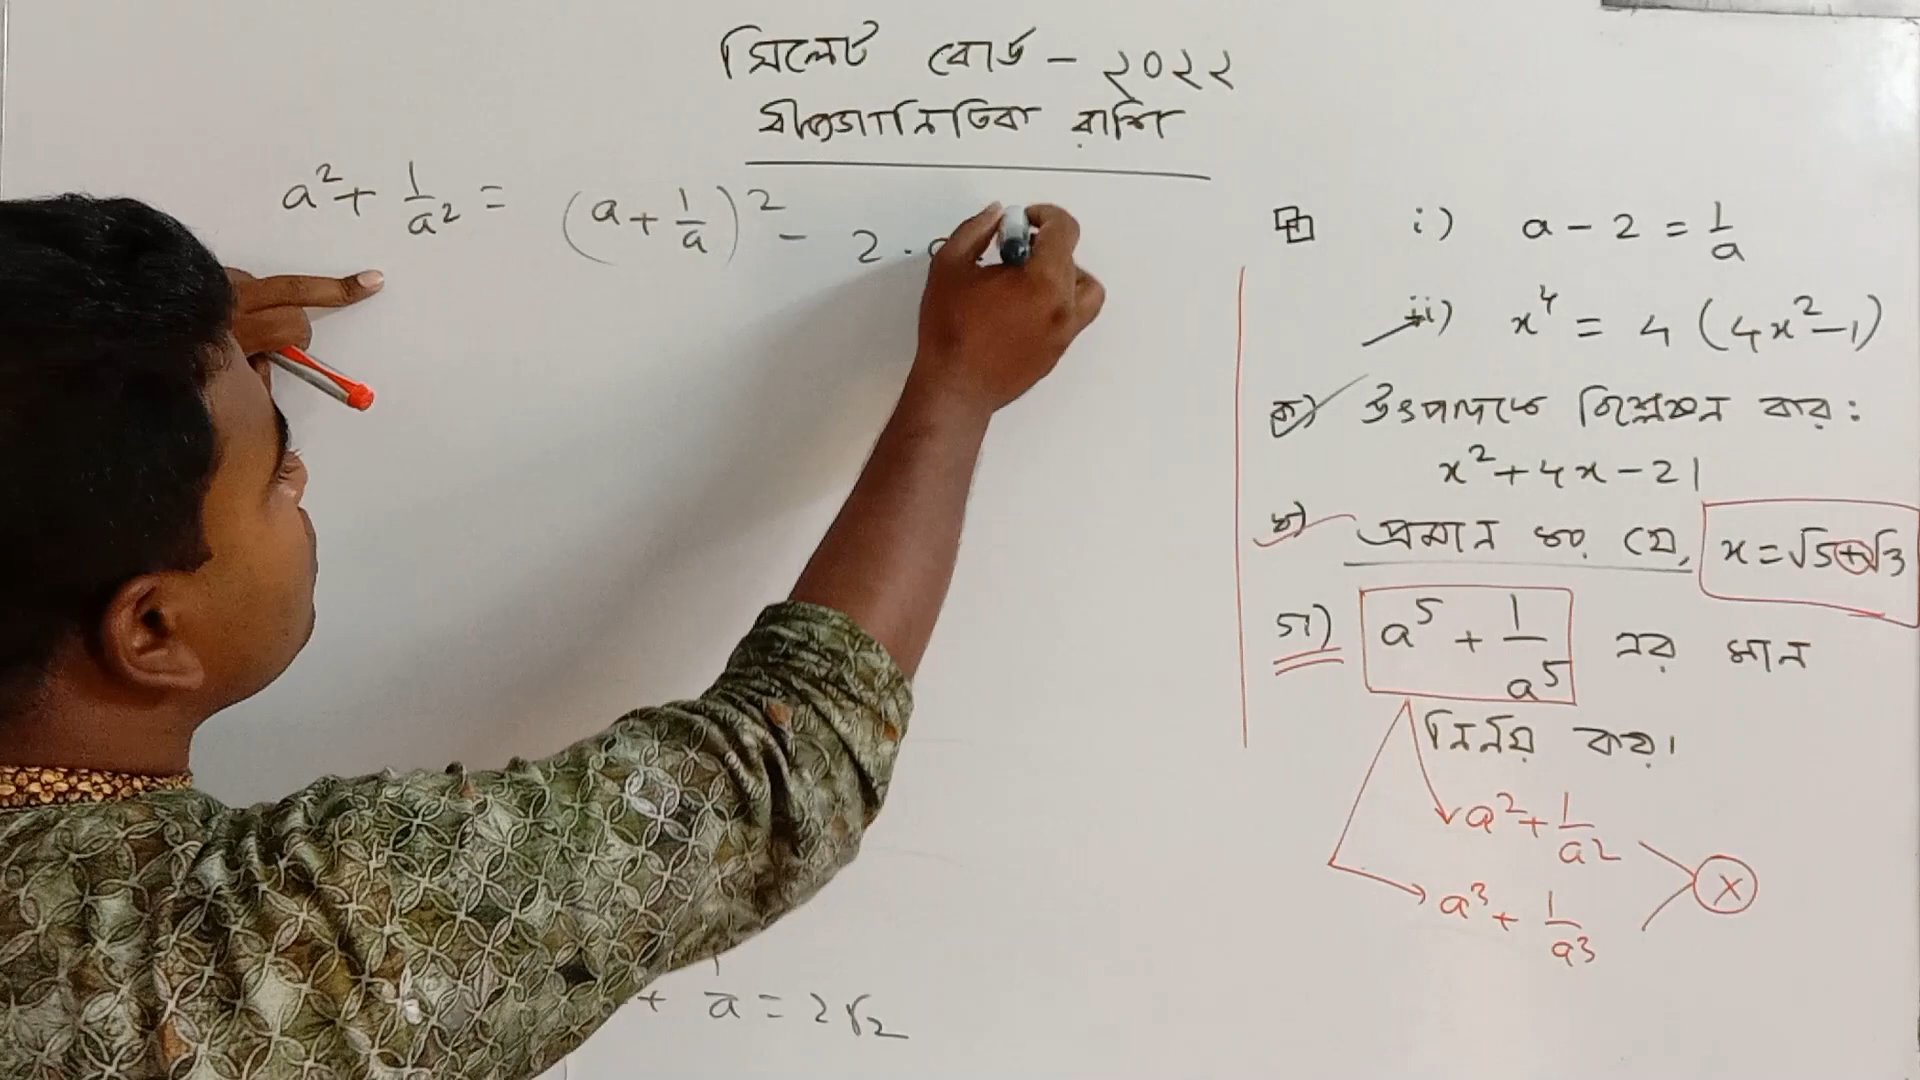 সিলেট বোর্ড - ২০২২
বীজগানিতিক রাশি
a² + 1/a² = (a + 1/a)² - 2 . a
+ 1/a = 2√2
i) a - 2 = 1/a
ii) x⁴ = 4 (4x² - 1)
ক) উৎপাদকে বিশ্লেষন কর :
x² + 4x - 21
খ) প্রমান কর যে, x = √5 + √3
গ) a⁵ + 1/a⁵ এর মান
নির্নয় কর।
a² + 1/a²
a³ + 1/a³
x